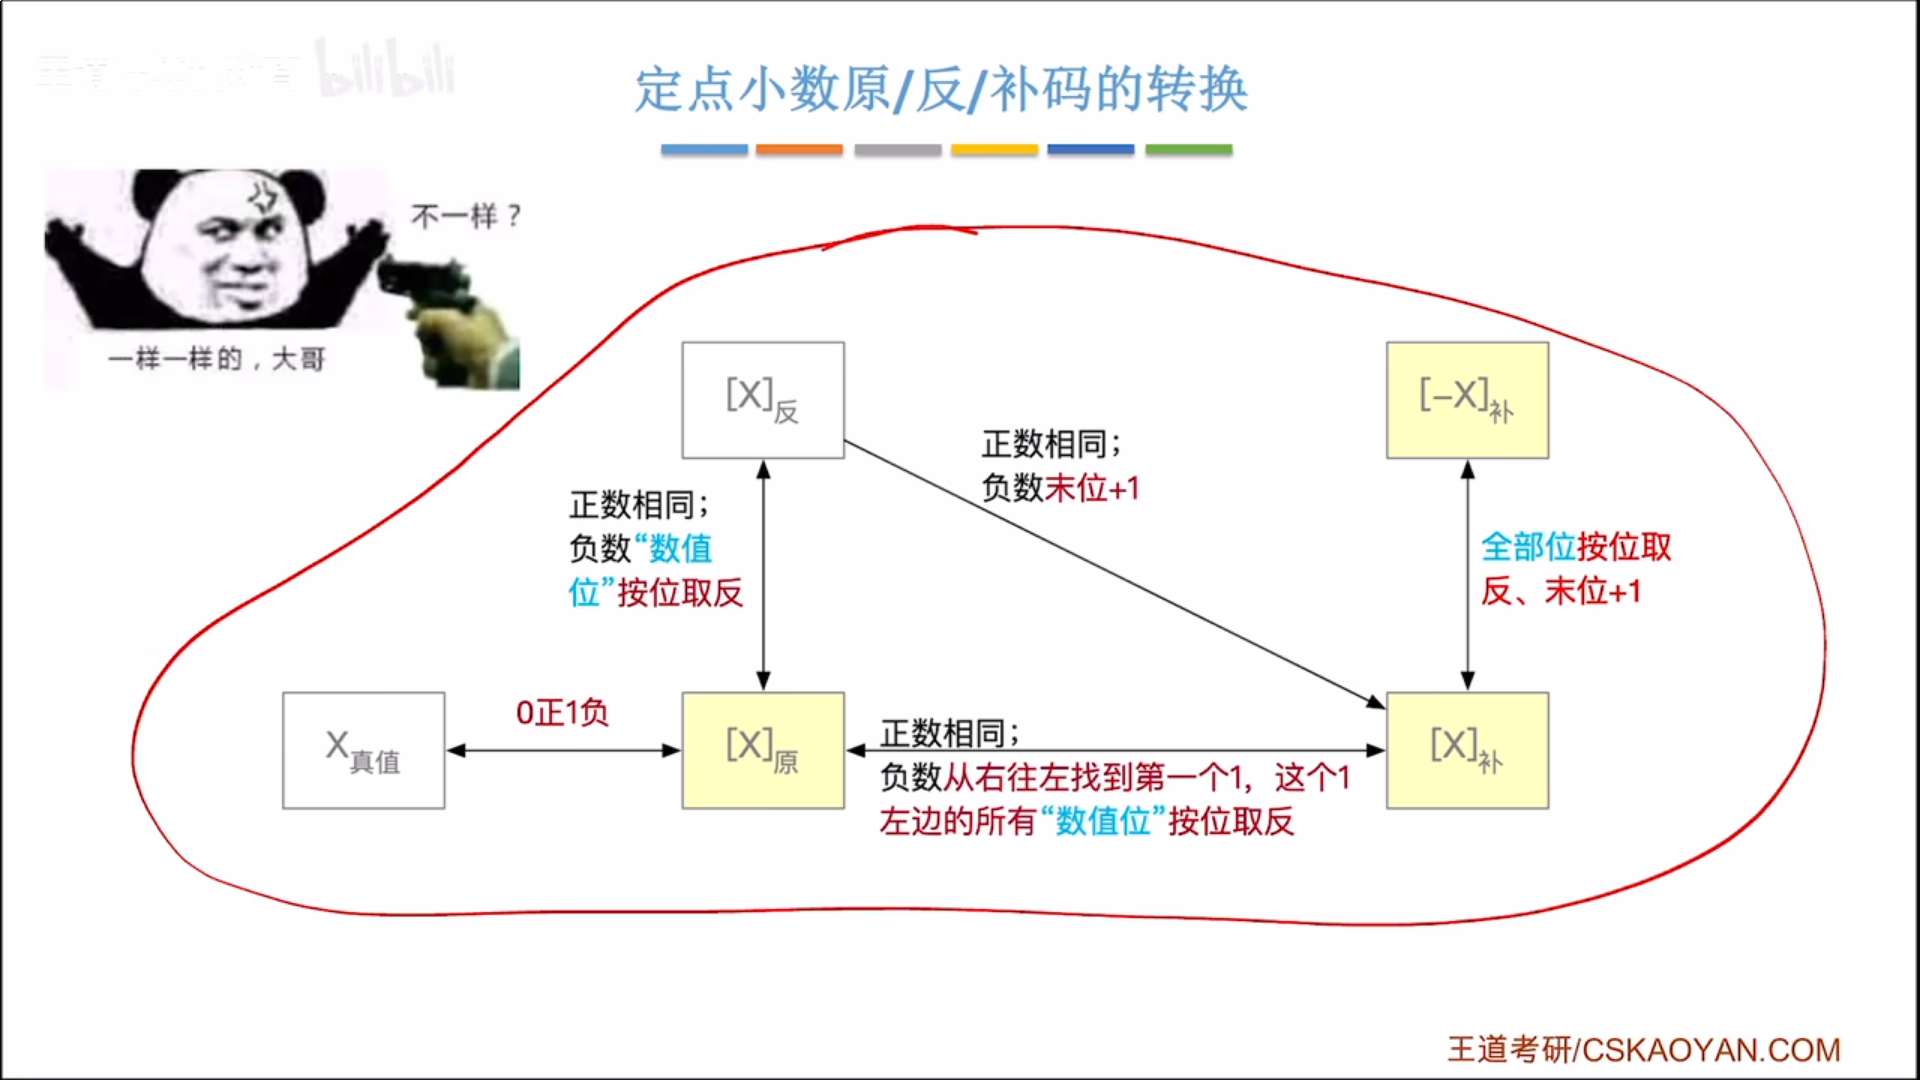 bilibili
定点小数原/反/补码的转换
不一样？
一样一样的，大哥
[X]反
[-X]补
正数相同；
负数末位+1
正数相同；
负数“数值
位”按位取反
全部位按位取
反、末位+1
X真值
0正1负
[X]原
正数相同；
负数从右往左找到第一个1，这个1
左边的所有“数值位”按位取反
[X]补
王道考研/CSKAOYAN.COM